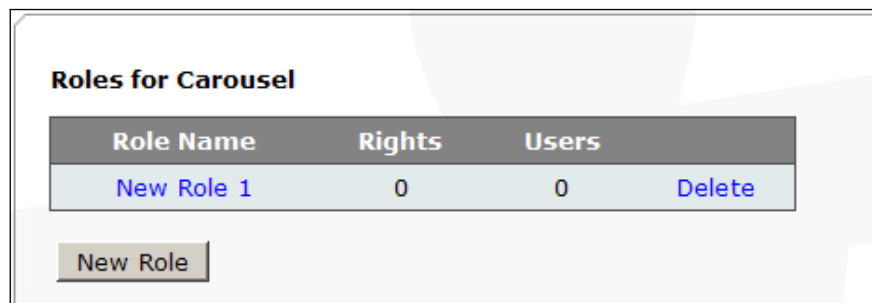 Roles for Carousel
Role Name Rights Users
New Role 1 0 0 Delete
New Role